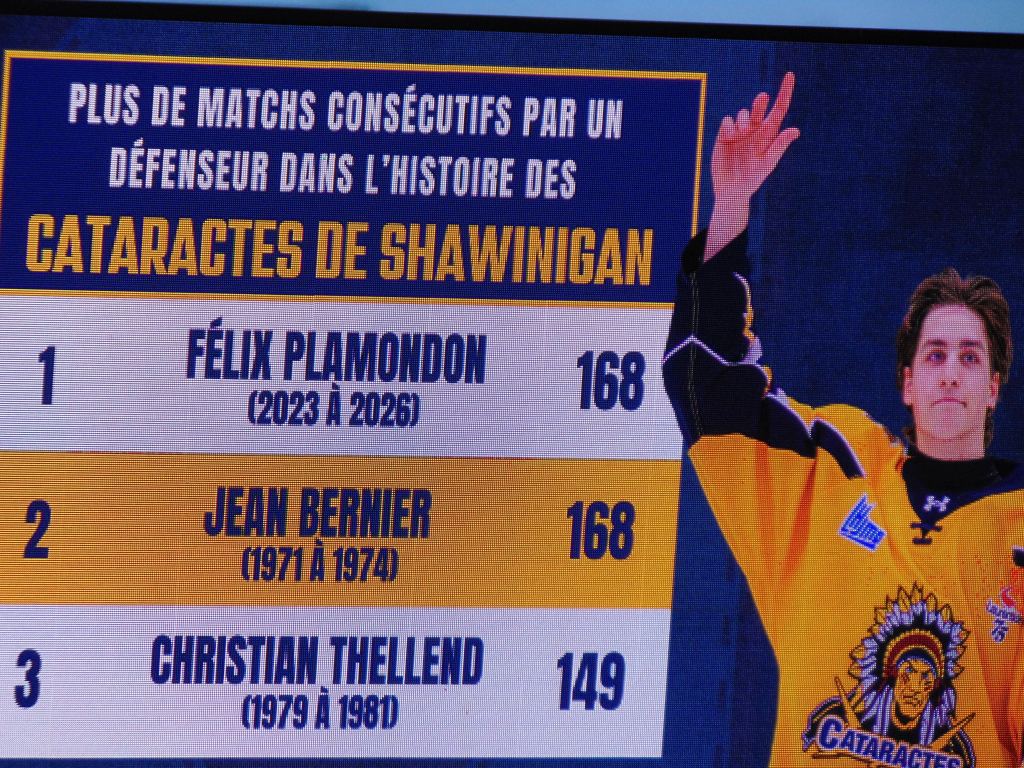 PLUS DE MATCHS CONSÉCUTIFS PAR UN
DÉFENSEUR DANS L'HISTOIRE DES
CATARACTES DE SHAWINIGAN
1 FÉLIX PLAMONDON 168
(2023 À 2026)
2 JEAN BERNIER 168
(1971 À 1974)
3 CHRISTIAN THELLEND 149
(1979 À 1981)
CATARACTES